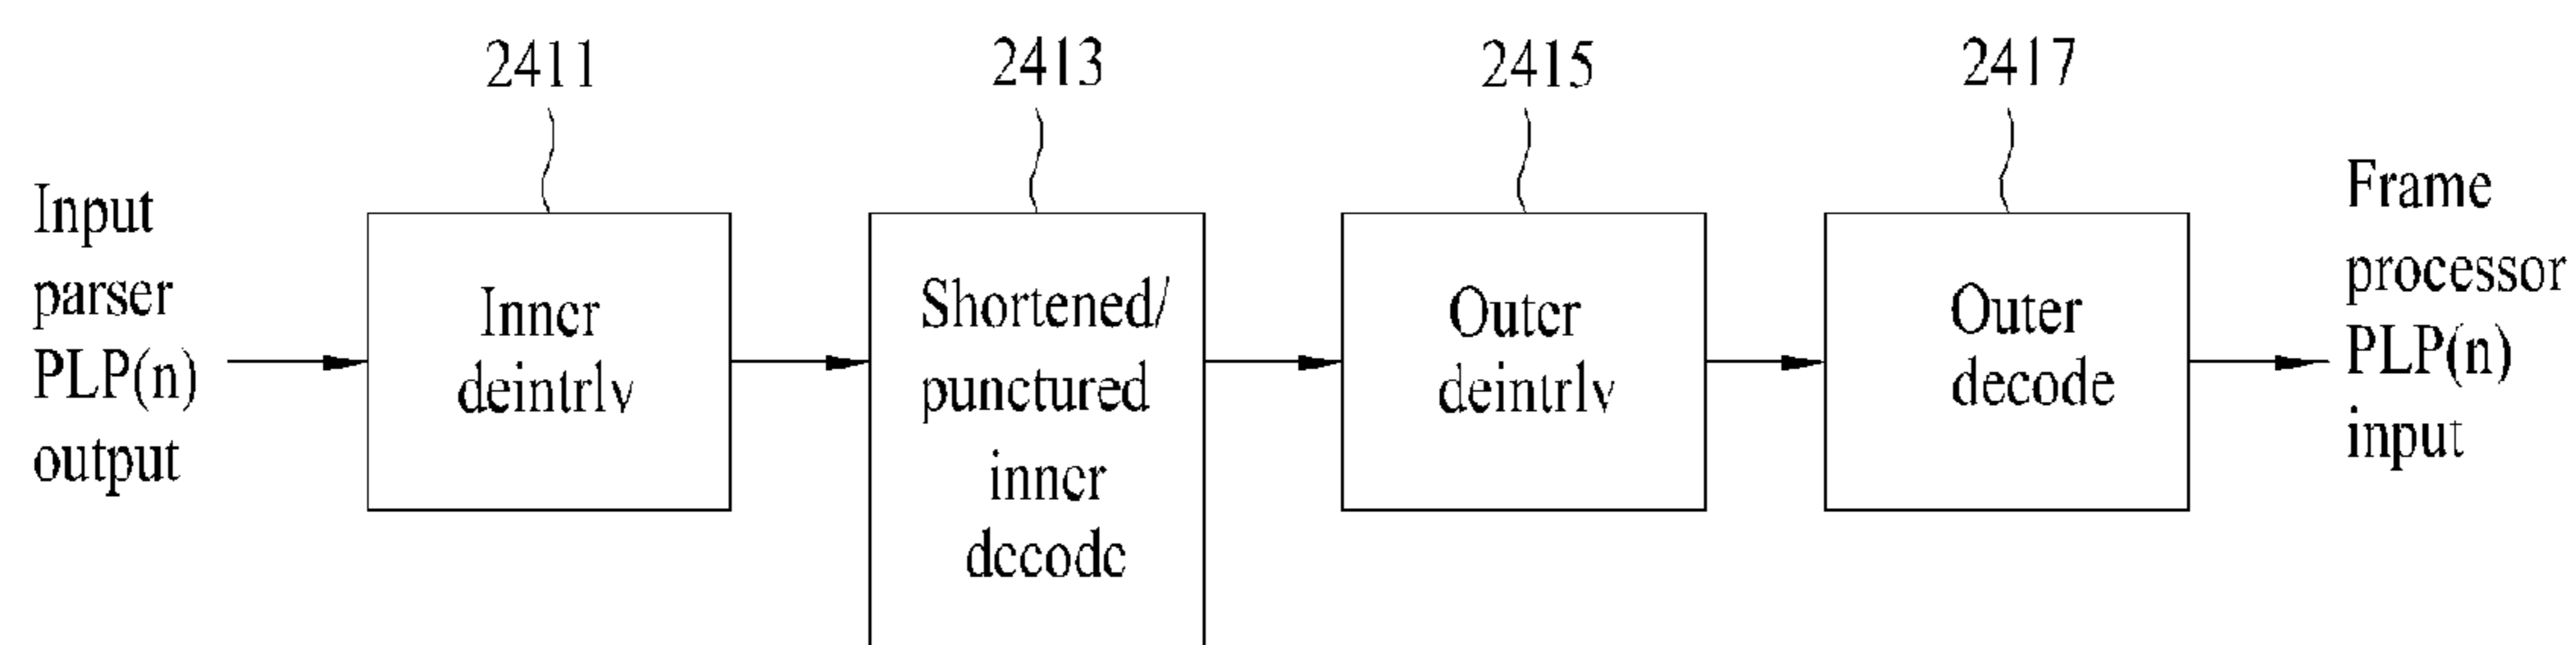 2411
2413
2415
2417
Input
parser
PLP(n)
output
Inner
deintrlv
Shortened/
punctured
inner
decode
Outer
deintrlv
Outer
decode
Frame
processor
PLP(n)
input